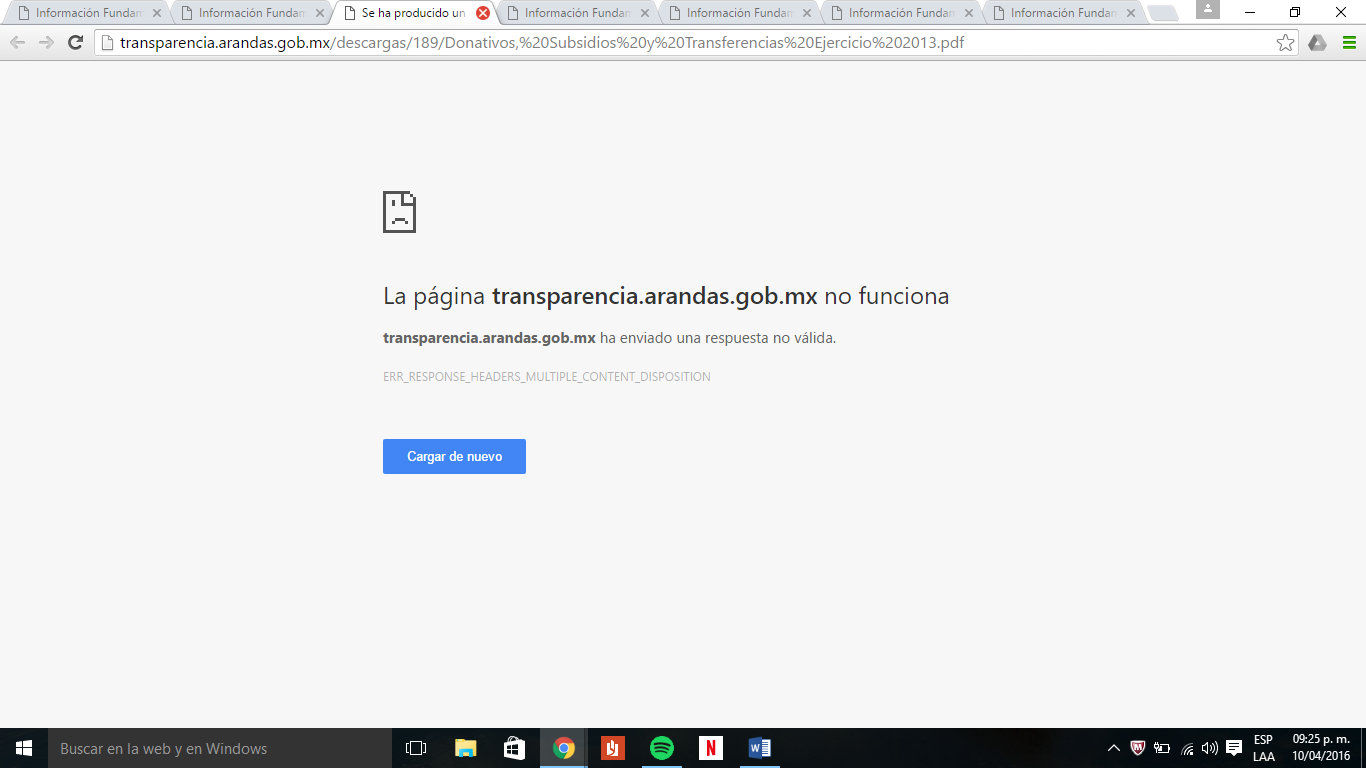 Información Fundam
Información Fundam
Se ha producido un
Información Fundam
Información Fundam
Información Fundam
Información Fundam
transparencia.arandas.gob.mx/descargas/189/Donativos,%20Subsidios%20y%20Transferencias%20Ejercicio%202013.pdf
La página transparencia.arandas.gob.mx no funciona
transparencia.arandas.gob.mx ha enviado una respuesta no válida.
ERR_RESPONSE_HEADERS_MULTIPLE_CONTENT_DISPOSITION
Cargar de nuevo
Buscar en la web y en Windows
ESP
LAA
09:25 p. m.
10/04/2016